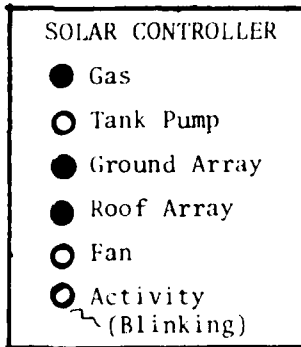 SOLAR CONTROLLER
Gas
Tank Pump
Ground Array
Roof Array
Fan
Activity
(Blinking)